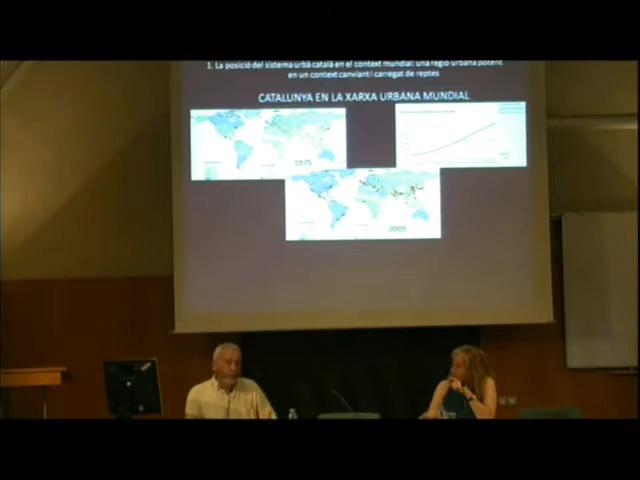 1. La posició del sistema urbà català en el context mundial: una regió urbana potent
en un context canviant i carregat de reptes
CATALUNYA EN LA XARXA URBANA MUNDIAL
1975
2005